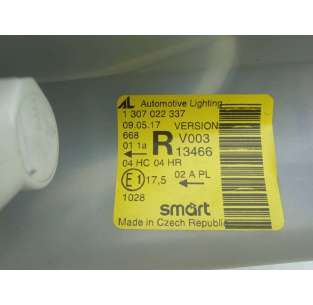 AL Automotive Lighting
1 307 022 337
09.05.17 VERSION
668 R V003
01 1a 13466
04 HC 04 HR
E1 17,5 02 A PL
1028
smart
Made in Czech Republic